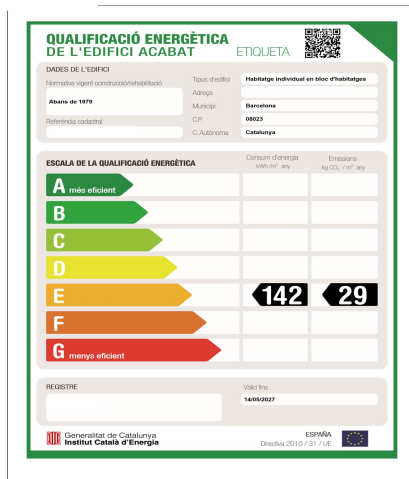 QUALIFICACIÓ ENERGÈTICA
DE L'EDIFICI ACABAT ETIQUETA
DADES DE L'EDIFICI
Normativa vigent construcció/rehabilitació
Abans de 1979
Referència cadastral
Tipus d'edifici Habitatge individual en bloc d'habitatges
Adreça
Municipi Barcelona
C.P. 08023
C. Autònoma Catalunya
ESCALA DE LA QUALIFICACIÓ ENERGÈTICA
Consum d'energia
kWh /m² any
Emissions
kg CO₂ / m² any
A més eficient
B
C
D
E 142 29
F
G menys eficient
REGISTRE
Vàlid fins
14/05/2027
Generalitat de Catalunya
Institut Català d'Energia
ESPAÑA
Directiva 2010 / 31 / UE